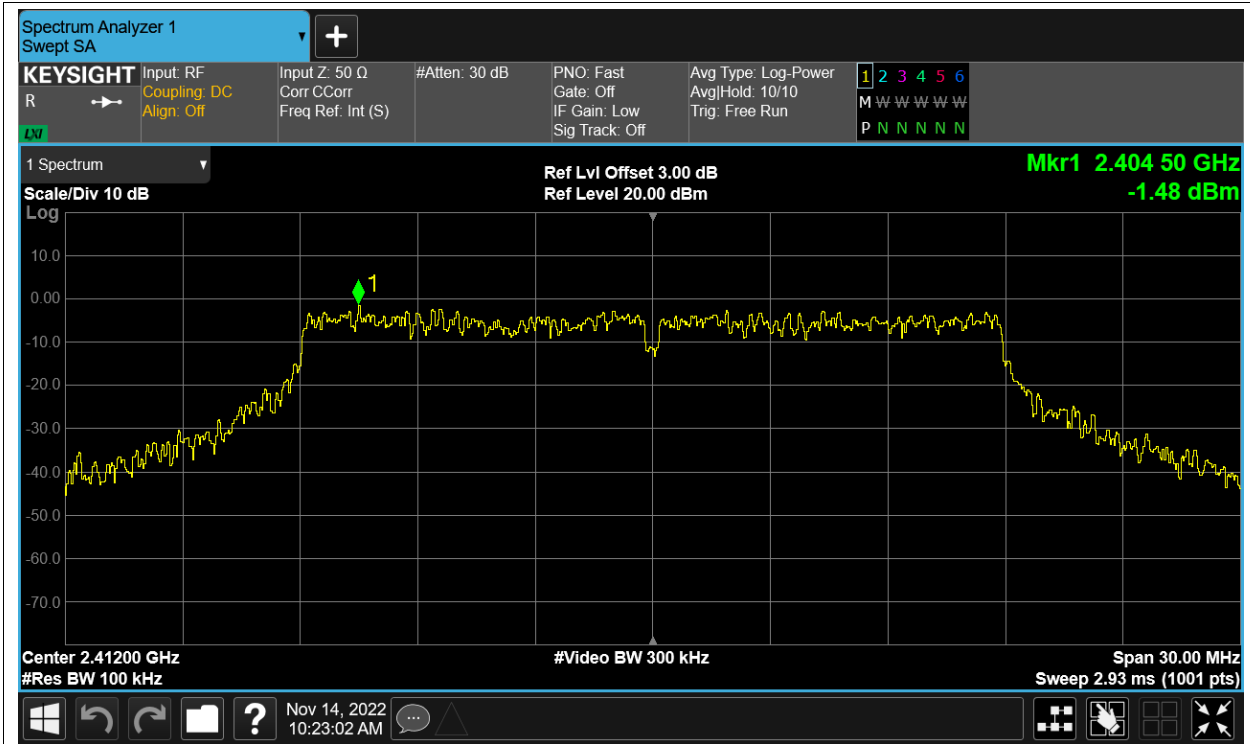 Spectrum Analyzer 1
Swept SA
KEYSIGHT
R
LXI
Input: RF
Coupling: DC
Align: Off
Input Z: 50 Ω
Corr CCorr
Freq Ref: Int (S)
#Atten: 30 dB
PNO: Fast
Gate: Off
IF Gain: Low
Sig Track: Off
Avg Type: Log-Power
Avg|Hold: 10/10
Trig: Free Run
1 2 3 4 5 6
M W W W W W
P N N N N N
1 Spectrum
Scale/Div 10 dB
Ref Lvl Offset 3.00 dB
Ref Level 20.00 dBm
Mkr1 2.404 50 GHz
-1.48 dBm
Log
10.0
0.00
-10.0
-20.0
-30.0
-40.0
-50.0
-60.0
-70.0
1
Center 2.41200 GHz
#Res BW 100 kHz
#Video BW 300 kHz
Span 30.00 MHz
Sweep 2.93 ms (1001 pts)
?
Nov 14, 2022
10:23:02 AM